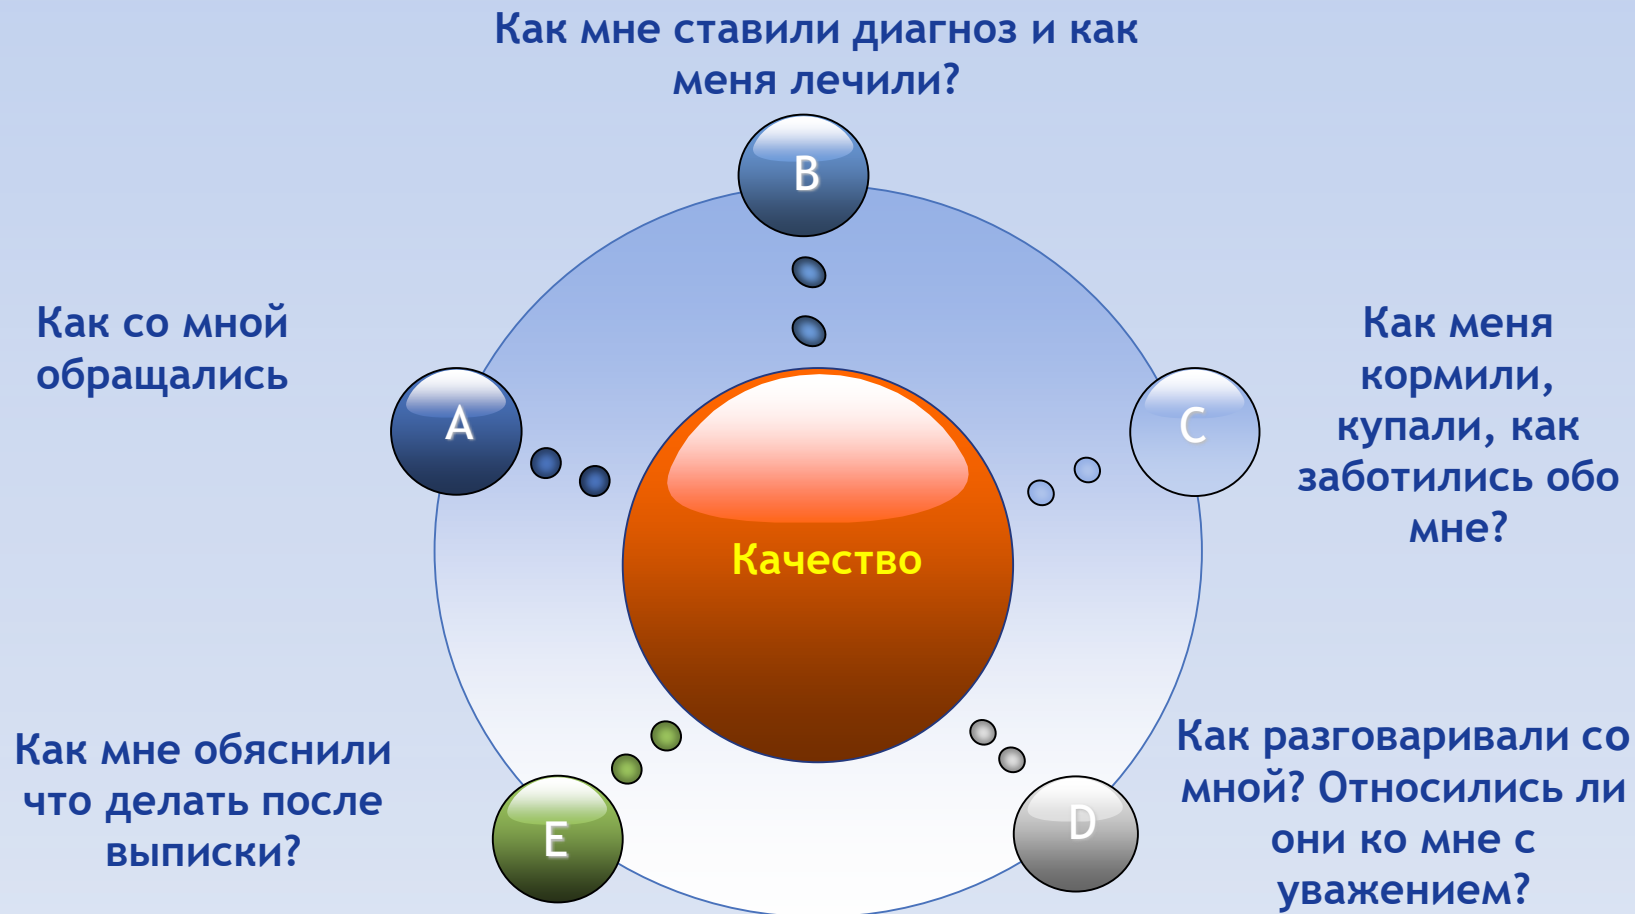 Как мне ставили диагноз и как
меня лечили?
B
Как со мной
обращались
A
C
Как меня
кормили,
купали, как
заботились обо
мне?
Качество
Как мне обяснили
что делать после
выписки?
E
D
Как разговаривали со
мной? Относились ли
они ко мне с
уважением?